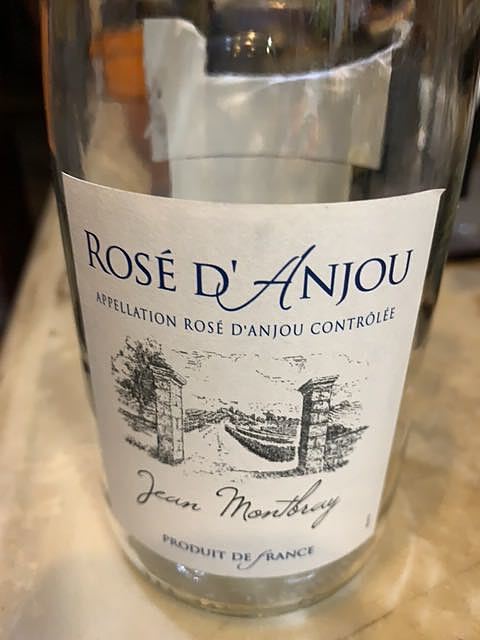 ROSÉ D'ANJOU
APPELLATION ROSÉ D'ANJOU CONTRÔLÉE
Jean Montbray
PRODUIT DE FRANCE